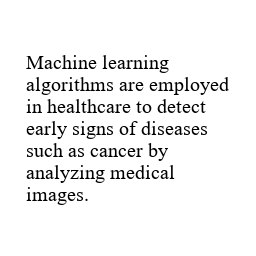 Machine learning
algorithms are employed
in healthcare to detect
early signs of diseases
such as cancer by
analyzing medical
images.